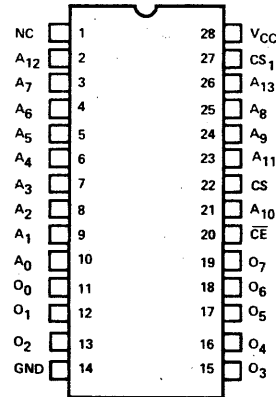 NC 1 28 VCC
A12 2 27 CS1
A7 3 26 A13
A6 4 25 A8
A5 5 24 A9
A4 6 23 A11
A3 7 22 CS
A2 8 21 A10
A1 9 20 C̅E̅
A0 10 19 O7
O0 11 18 O6
O1 12 17 O5
O2 13 16 O4
GND 14 15 O3